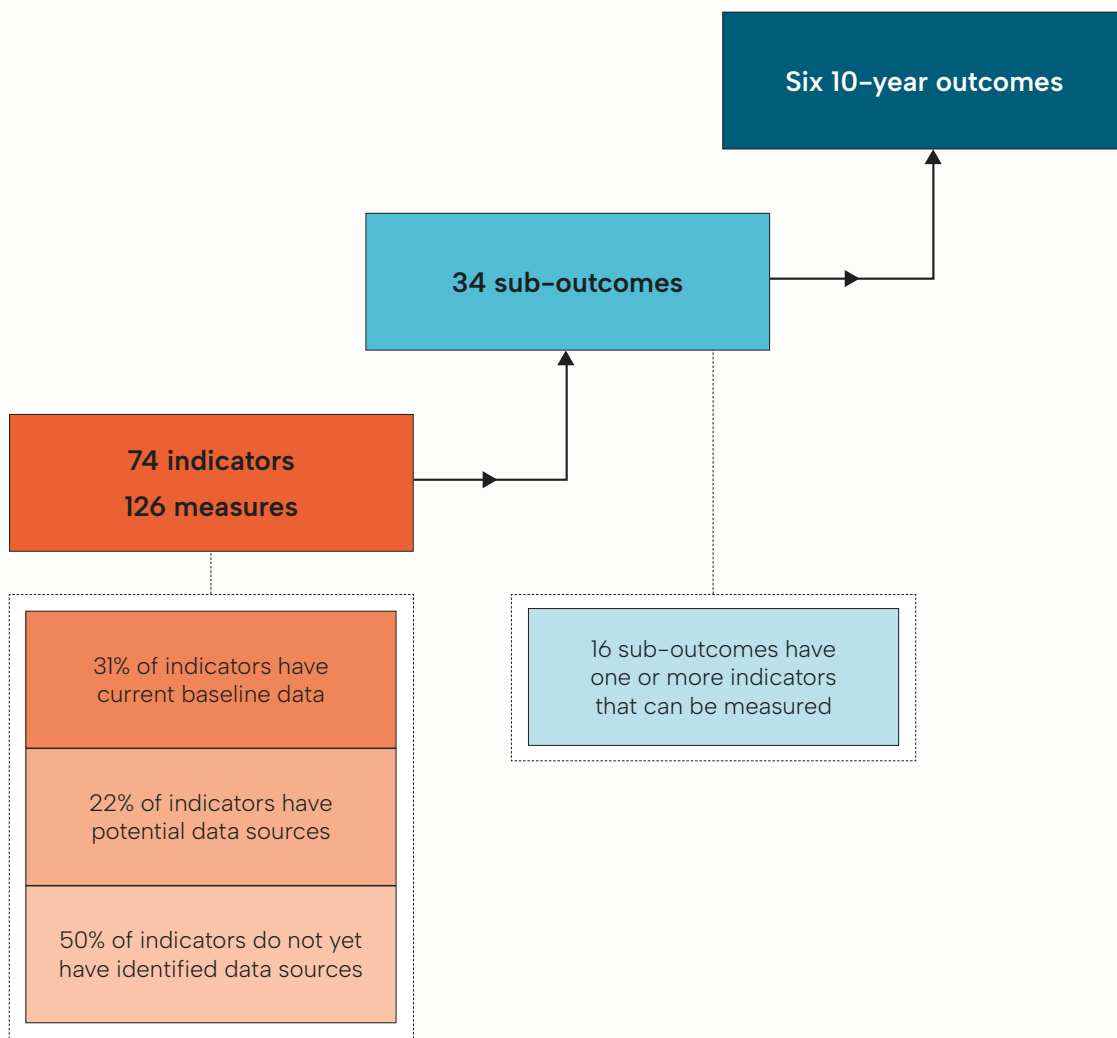 Six 10-year outcomes
34 sub-outcomes
74 indicators
126 measures
31% of indicators have
current baseline data
22% of indicators have
potential data sources
50% of indicators do not yet
have identified data sources
16 sub-outcomes have
one or more indicators
that can be measured